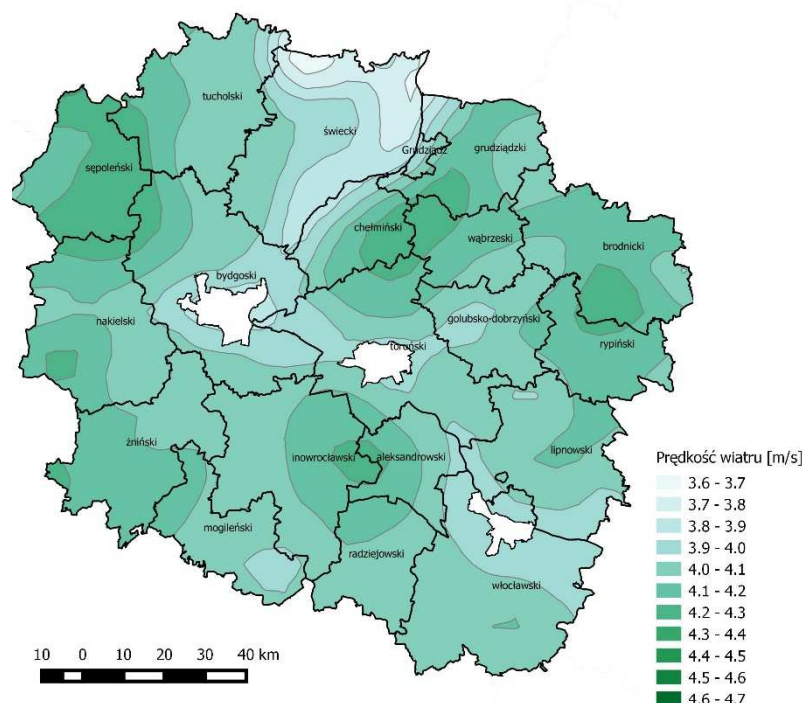 tucholski
świecki
Grudziądz
grudziądzki
sępoleński
chełmiński
wąbrzeski
brodnicki
bydgoski
nakielski
toruński
golubsko-dobrzyński
rypiński
żniński
inowrocławski
aleksandrowski
lipnowski
mogileński
radziejowski
włocławski
Prędkość wiatru [m/s]
3.6 - 3.7
3.7 - 3.8
3.8 - 3.9
3.9 - 4.0
4.0 - 4.1
4.1 - 4.2
4.2 - 4.3
4.3 - 4.4
4.4 - 4.5
4.5 - 4.6
4.6 - 4.7
10 0 10 20 30 40 km